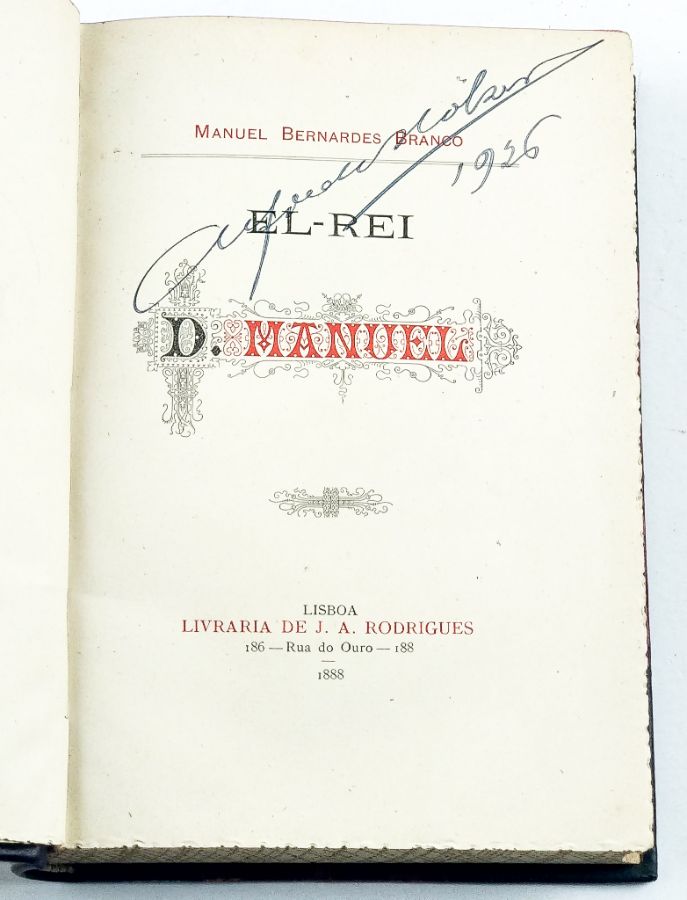 MANUEL BERNARDES BRANCO
1926
EL-REI
D. MANUEL
LISBOA
LIVRARIA DE J. A. RODRIGUES
186 — Rua do Ouro — 188
1888